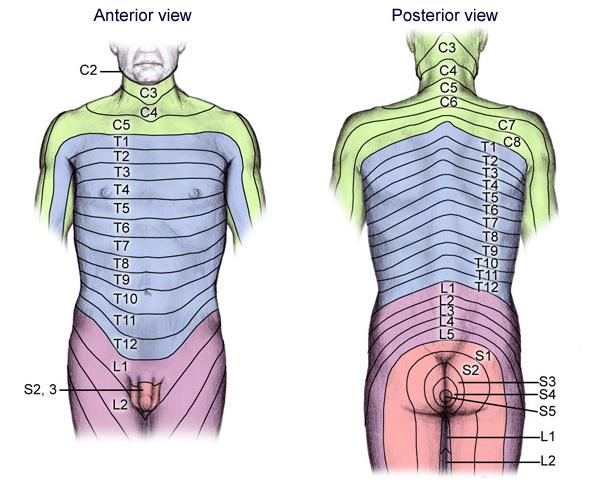 Anterior view
C2
C3
C4
C5
T1
T2
T3
T4
T5
T6
T7
T8
T9
T10
T11
T12
L1
S2, 3
L2
Posterior view
C3
C4
C5
C6
C7
C8
T1
T2
T3
T4
T5
T6
T7
T8
T9
T10
T11
T12
L1
L2
L3
L4
L5
S1
S2
S3
S4
S5
L1
L2